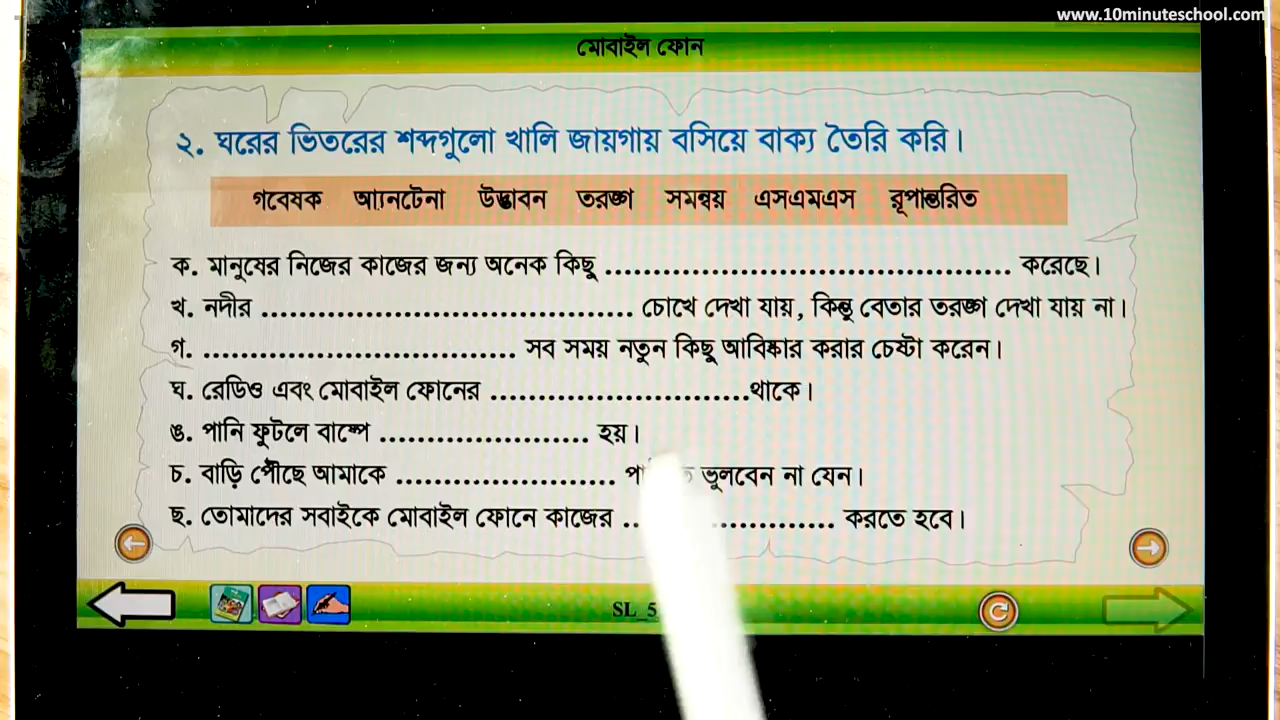 www.10minuteschool.com
মোবাইল ফোন
২. ঘরের ভিতরের শব্দগুলো খালি জায়গায় বসিয়ে বাক্য তৈরি করি।
গবেষক অ্যানটেনা উদ্ভাবন তরঙ্গ সমন্বয় এসএমএস রূপান্তরিত
ক. মানুষের নিজের কাজের জন্য অনেক কিছু .................................................. করেছে।
খ. নদীর .............................................. চোখে দেখা যায়, কিন্তু বেতার তরঙ্গ দেখা যায় না।
গ. ....................................... সব সময় নতুন কিছু আবিষ্কার করার চেষ্টা করেন।
ঘ. রেডিও এবং মোবাইল ফোনের ................................থাকে।
ঙ. পানি ফুটলে বাষ্পে .......................... হয়।
চ. বাড়ি পৌঁছে আমাকে ........................... ভুলবেন না যেন।
ছ. তোমাদের সবাইকে মোবাইল ফোনে কাজের .......................... করতে হবে।
SL_5